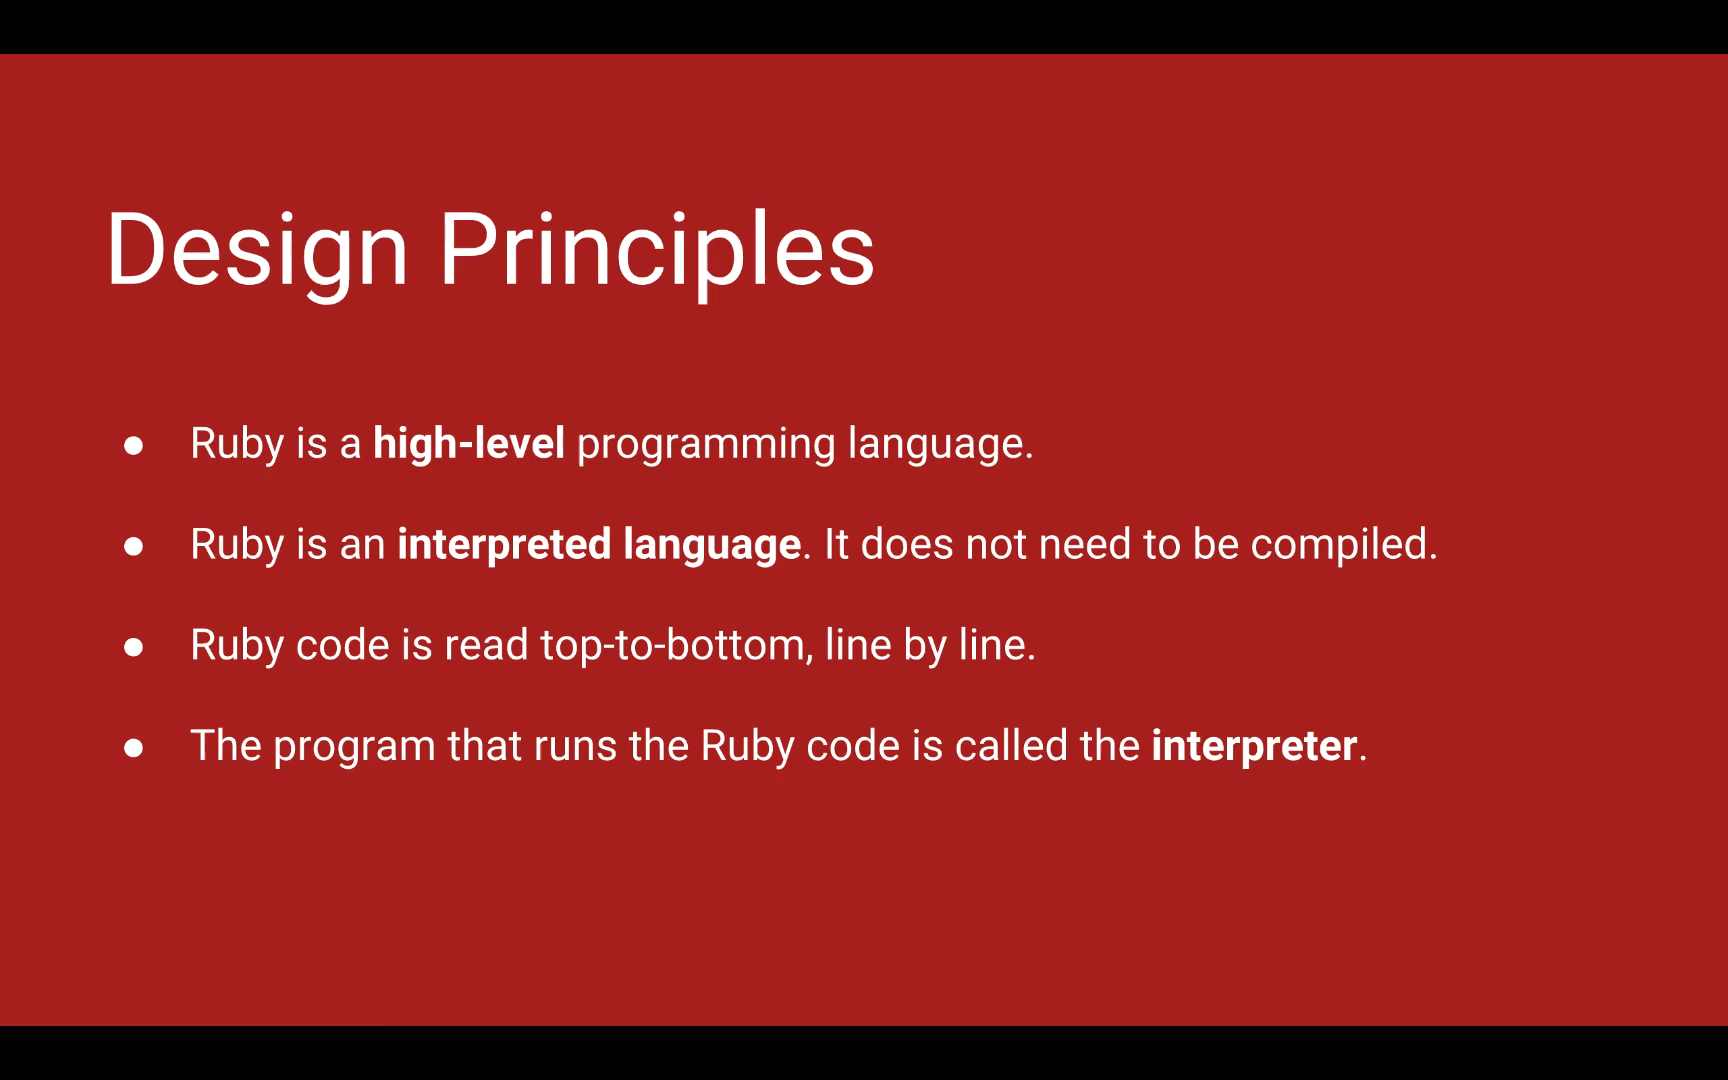 Design Principles
● Ruby is a high-level programming language.
● Ruby is an interpreted language. It does not need to be compiled.
● Ruby code is read top-to-bottom, line by line.
● The program that runs the Ruby code is called the interpreter.